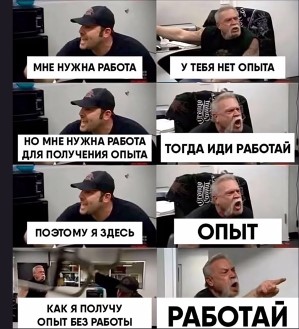 МНЕ НУЖНА РАБОТА
У ТЕБЯ НЕТ ОПЫТА
НО МНЕ НУЖНА РАБОТА
ДЛЯ ПОЛУЧЕНИЯ ОПЫТА
ТОГДА ИДИ РАБОТАЙ
ПОЭТОМУ Я ЗДЕСЬ
ОПЫТ
КАК Я ПОЛУЧУ
ОПЫТ БЕЗ РАБОТЫ
РАБОТАЙ